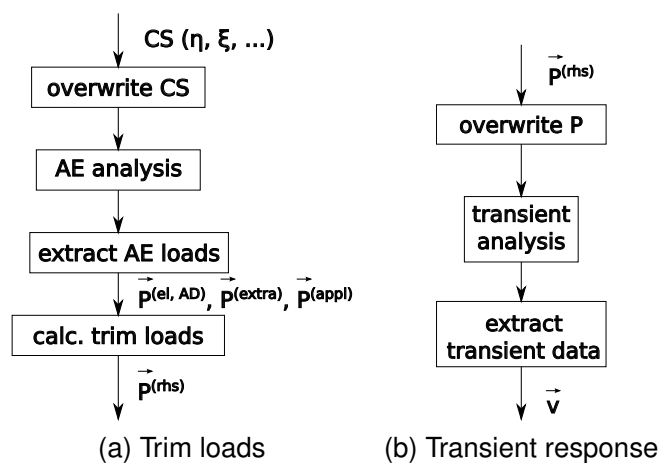 CS (η, ξ, ...)
overwrite CS
AE analysis
extract AE loads
P⃗(el, AD), P⃗(extra), P⃗(appl)
calc. trim loads
P⃗(rhs)
(a) Trim loads
P⃗(rhs)
overwrite P
transient
analysis
extract
transient data
v⃗
(b) Transient response